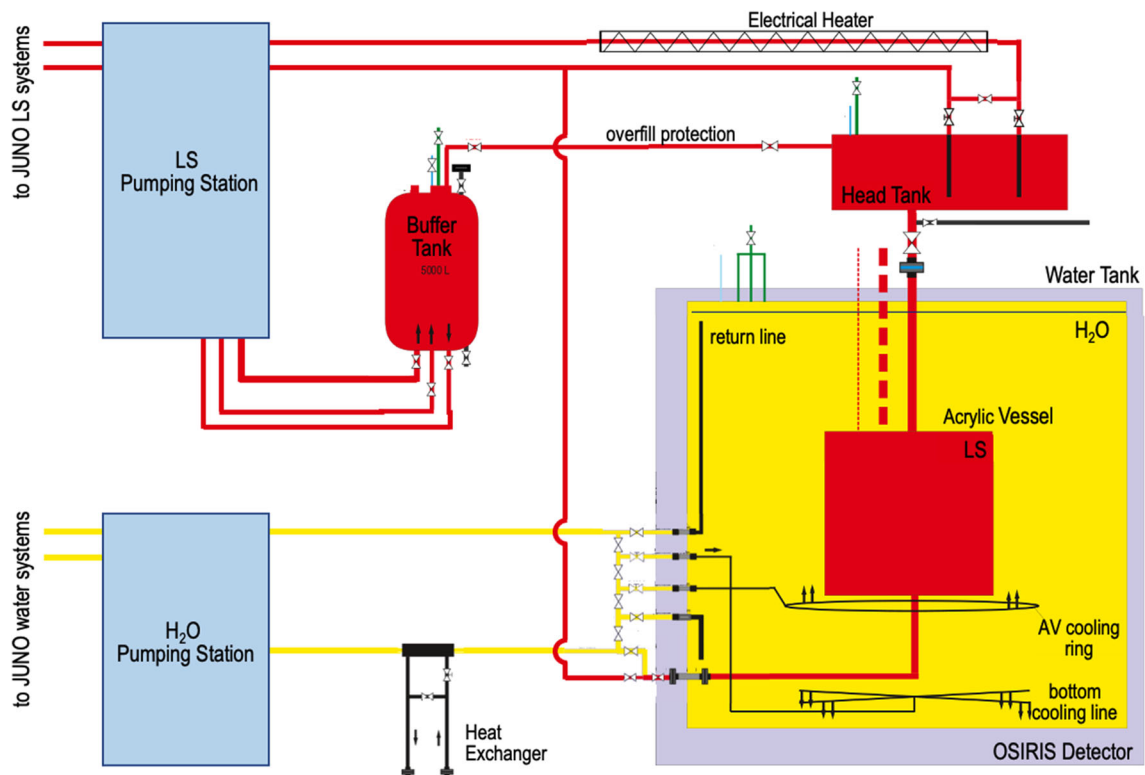 Electrical Heater
to JUNO LS systems
LS
Pumping Station
overfill protection
Head Tank
Buffer
Tank
5000 L
Water Tank
return line
H₂O
Acrylic Vessel
LS
to JUNO water systems
H₂O
Pumping Station
AV cooling
ring
bottom
cooling line
Heat
Exchanger
OSIRIS Detector